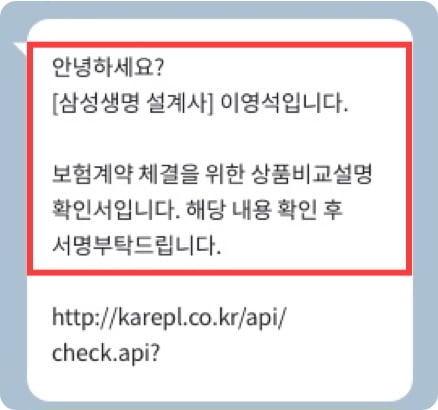 안녕하세요?
[삼성생명 설계사] 이영석입니다.
보험계약 체결을 위한 상품비교설명
확인서입니다. 해당 내용 확인 후
서명부탁드립니다.
http://karepl.co.kr/api/
check.api?